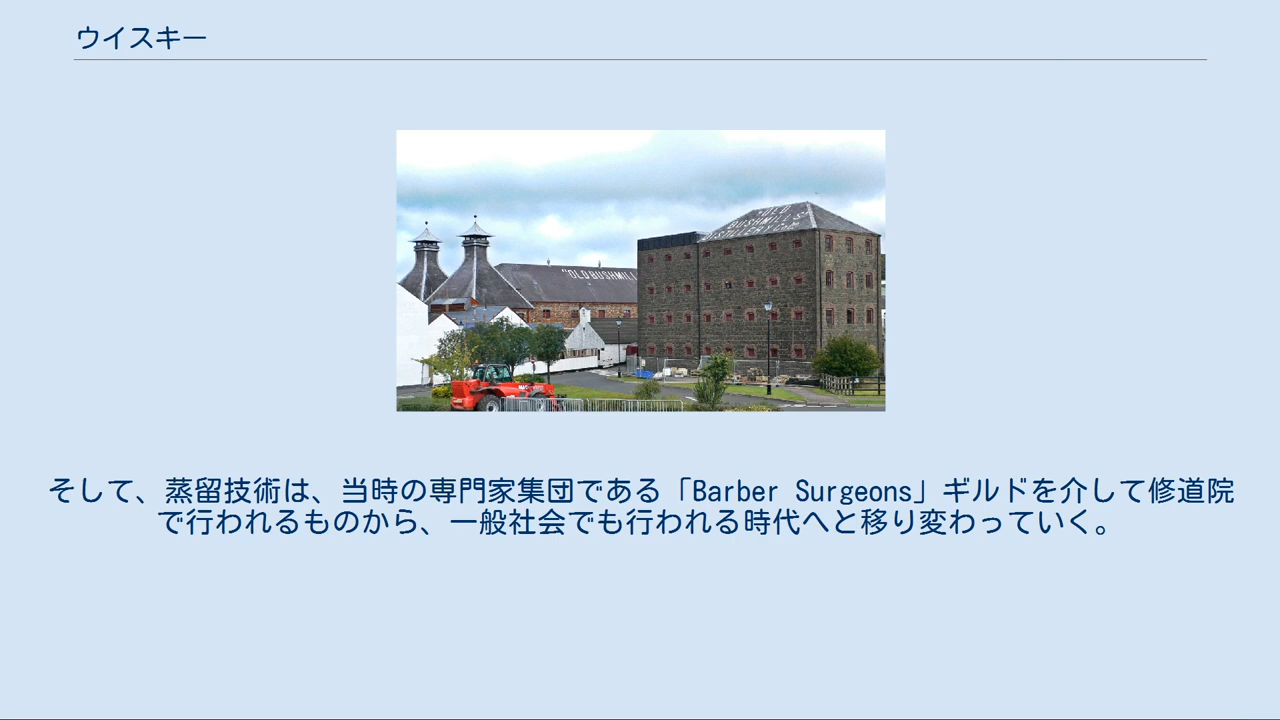 ウイスキー
"OLD
BUSHMILLS"
DISTILLERY
"OLD BUSHMILL
そして、蒸留技術は、当時の専門家集団である「Barber Surgeons」ギルドを介して修道院
で行われるものから、一般社会でも行われる時代へと移り変わっていく。